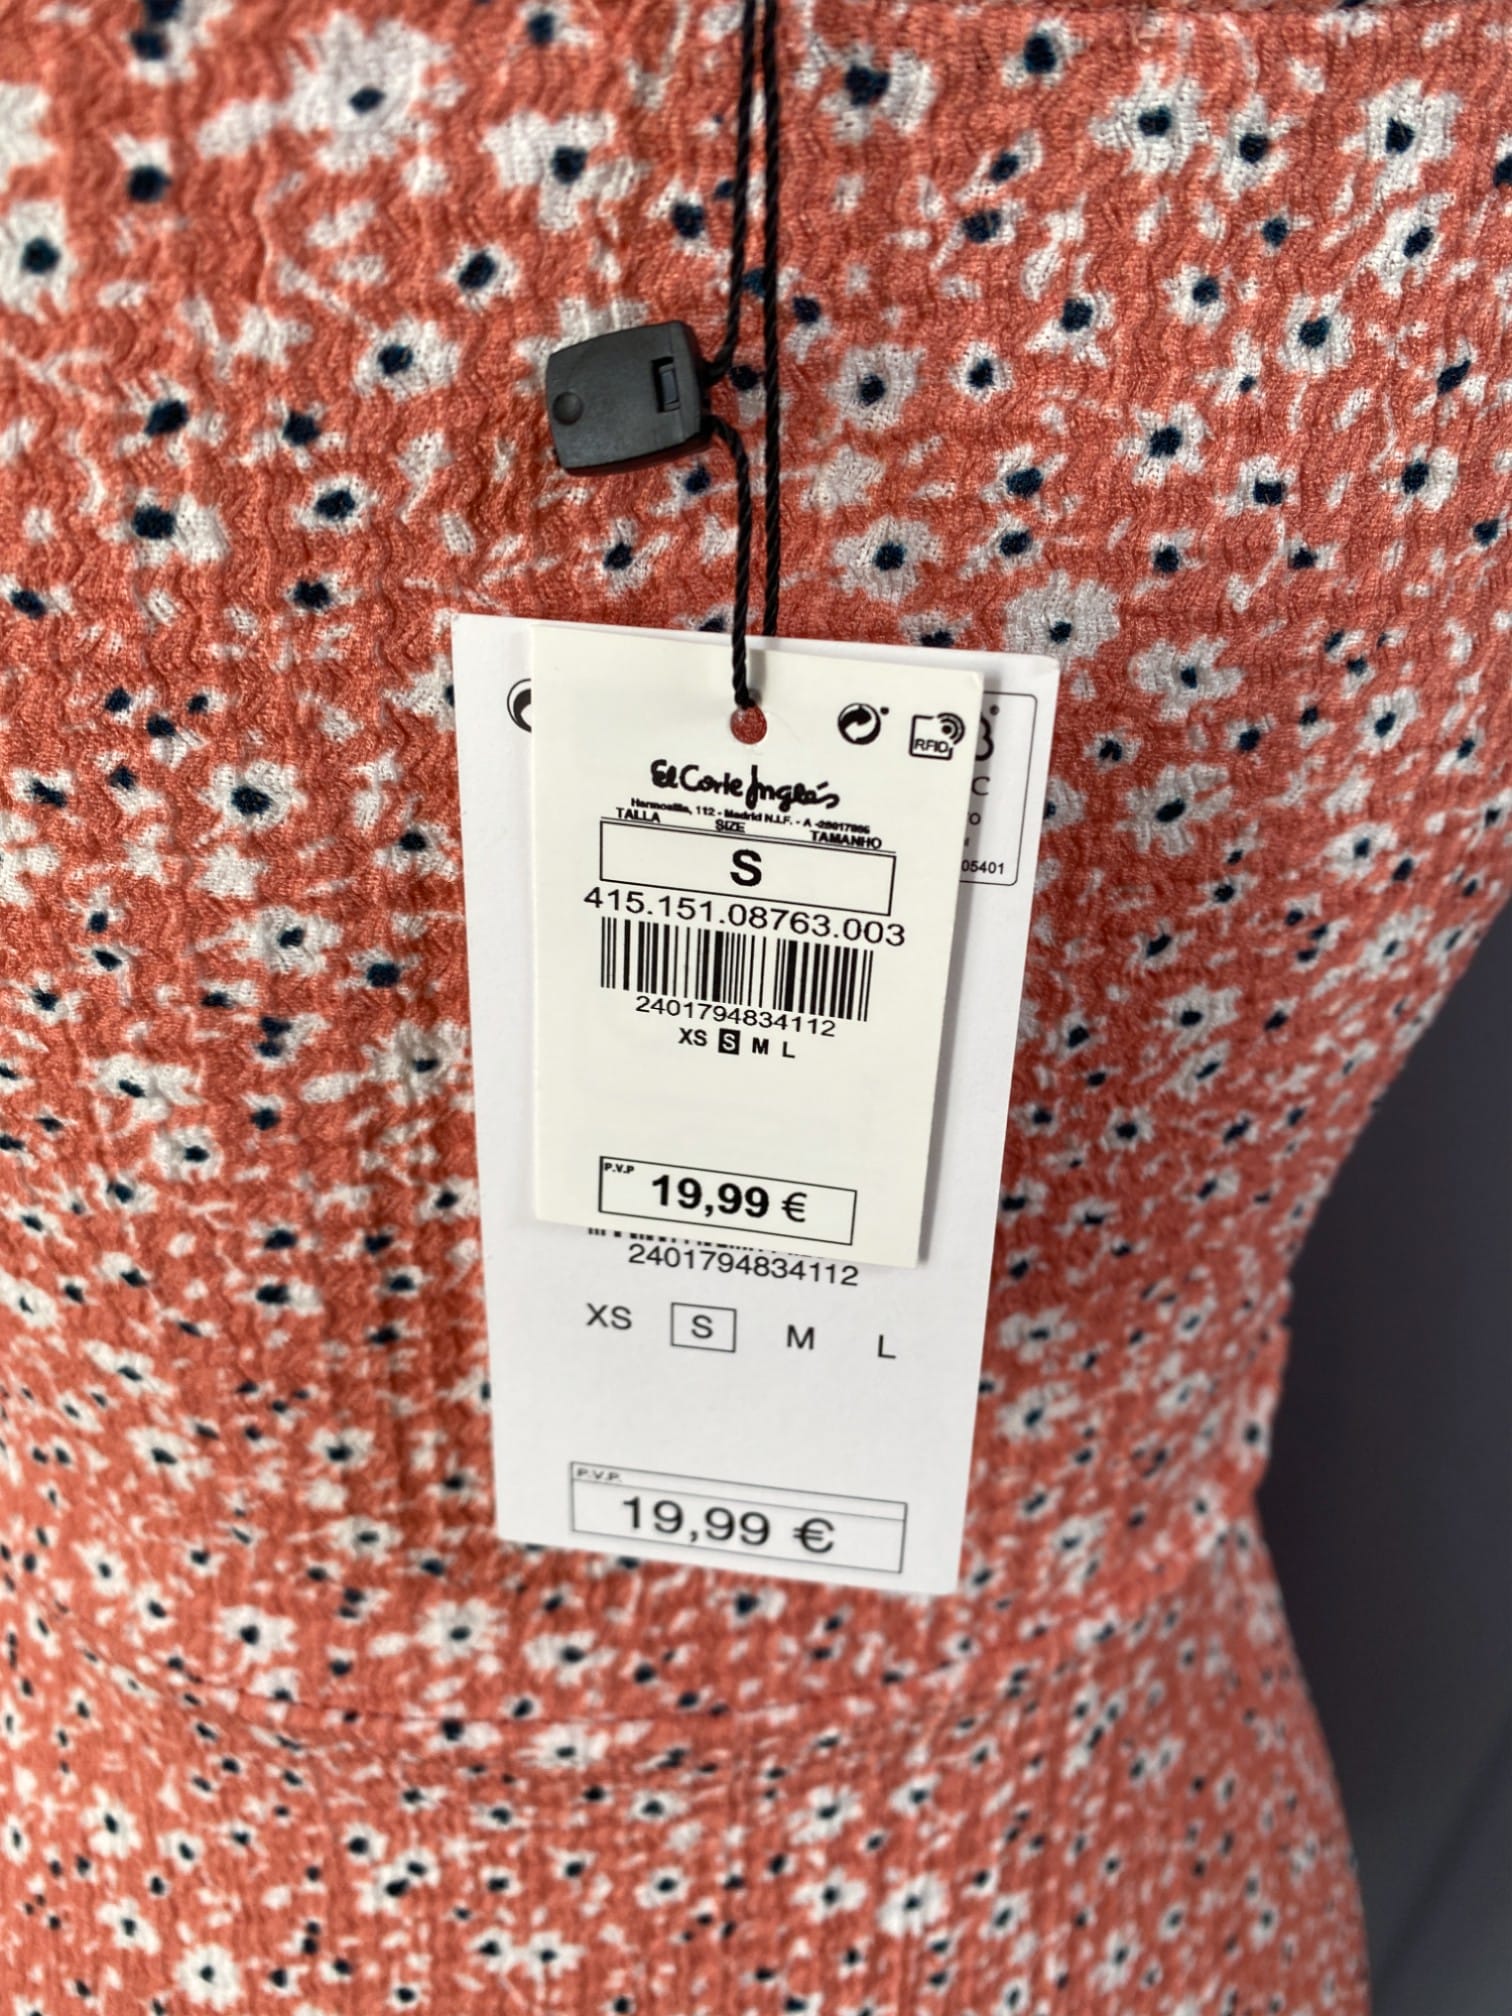 RFID
El Corte Inglés
Hermosilla, 112 - Madrid N.I.F. - A -28017895
TALLA SIZE TAMANHO
S
415.151.08763.003
2401794834112
XS S M L
P.V.P
19,99 €
C
05401
2401794834112
XS S M L
P.V.P.
19,99 €